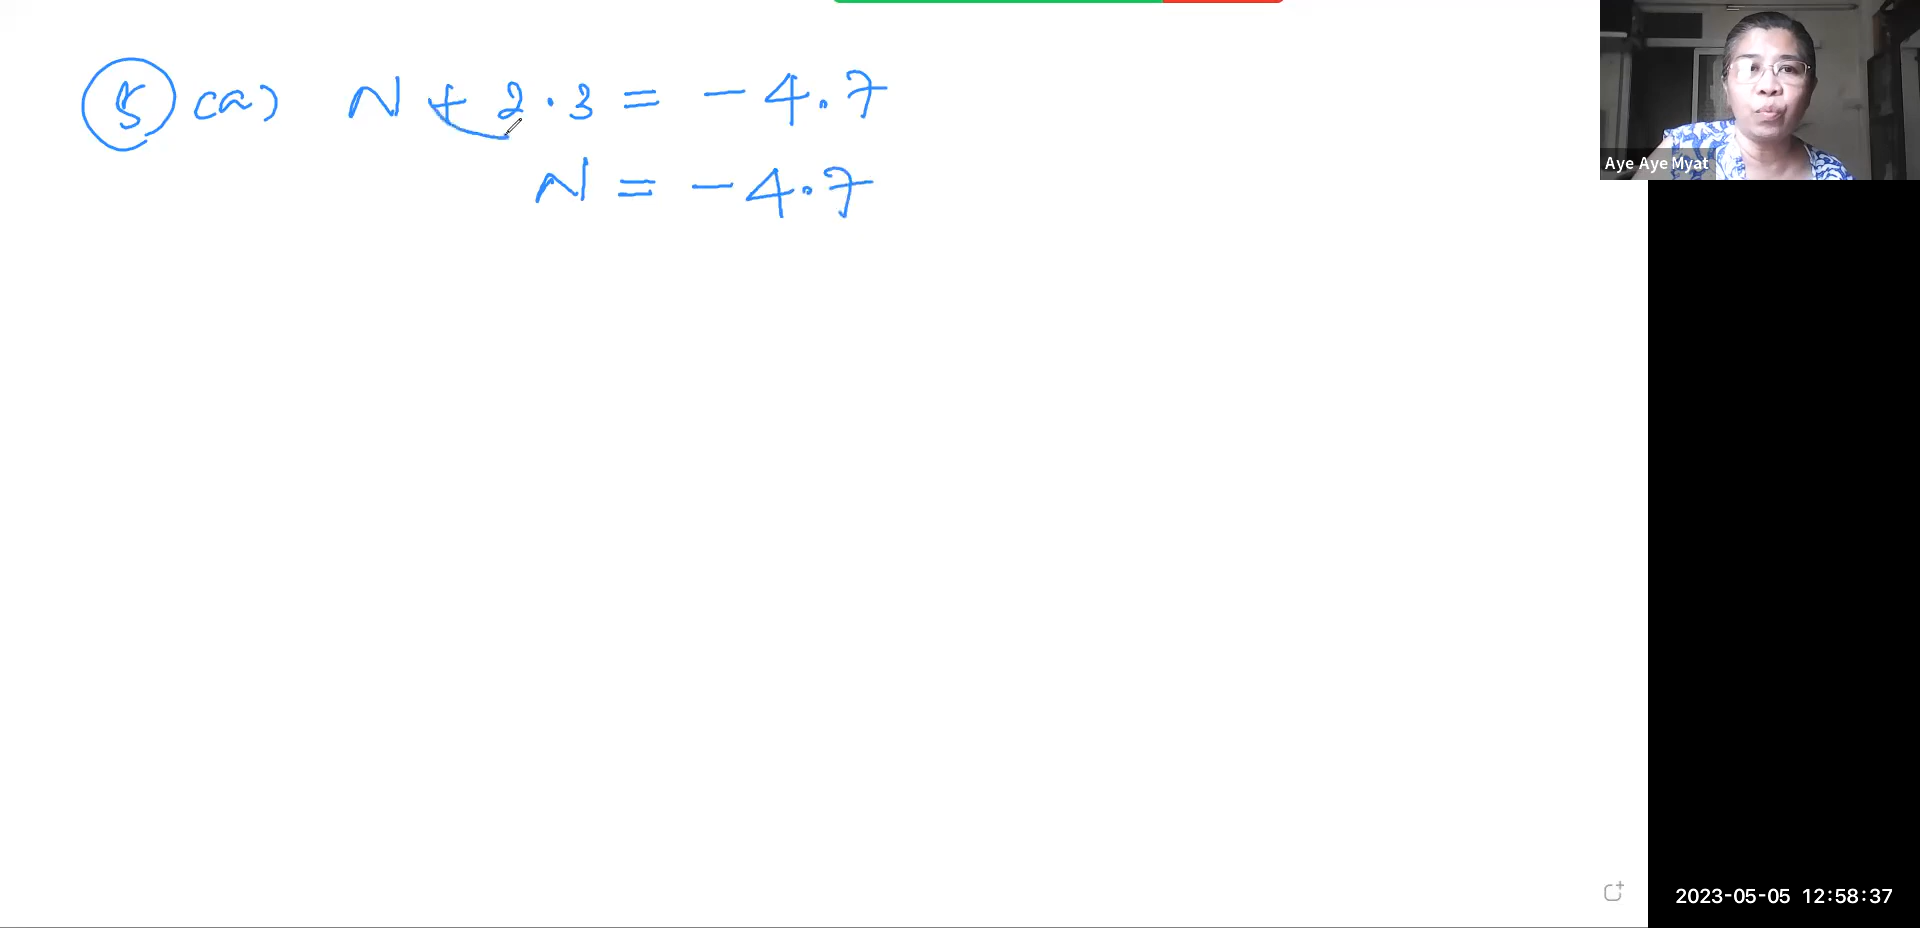 5 (a) N + 2.3 = - 4.7
N = - 4.7
Aye Aye Myat
2023-05-05 12:58:37